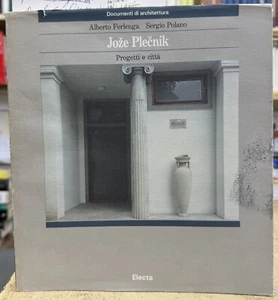 Documenti di architettura
Alberto Ferlenga Sergio Polano
Jože Plečnik
Progetti e città
Electa